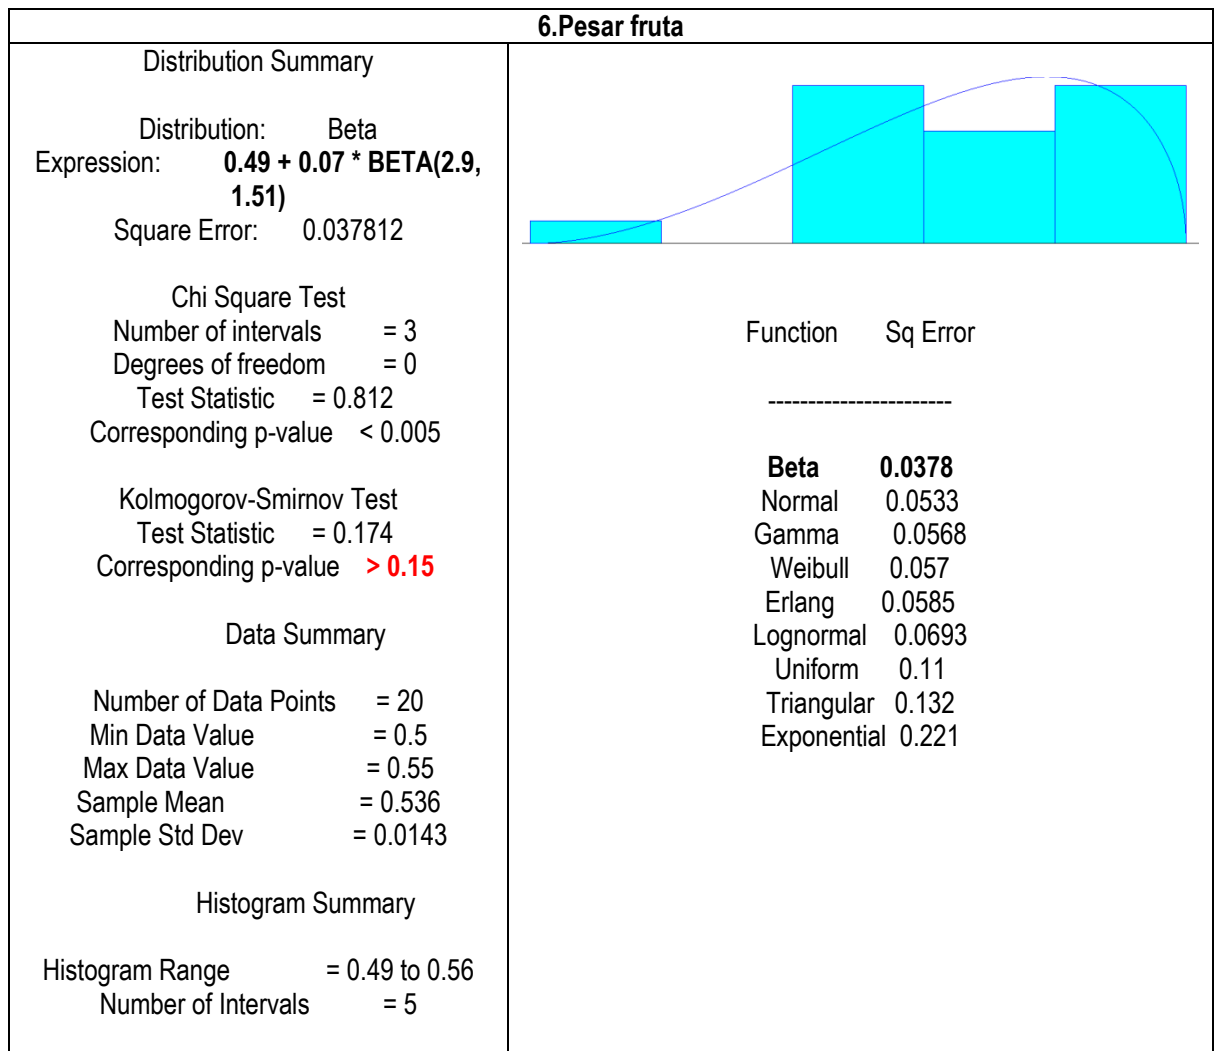 6.Pesar fruta
Distribution Summary
Distribution: Beta
Expression: 0.49 + 0.07 * BETA(2.9,
1.51)
Square Error: 0.037812
Chi Square Test
Number of intervals = 3
Degrees of freedom = 0
Test Statistic = 0.812
Corresponding p-value < 0.005
Kolmogorov-Smirnov Test
Test Statistic = 0.174
Corresponding p-value > 0.15
Data Summary
Number of Data Points = 20
Min Data Value = 0.5
Max Data Value = 0.55
Sample Mean = 0.536
Sample Std Dev = 0.0143
Histogram Summary
Histogram Range = 0.49 to 0.56
Number of Intervals = 5
Function Sq Error
-----------------------
Beta 0.0378
Normal 0.0533
Gamma 0.0568
Weibull 0.057
Erlang 0.0585
Lognormal 0.0693
Uniform 0.11
Triangular 0.132
Exponential 0.221